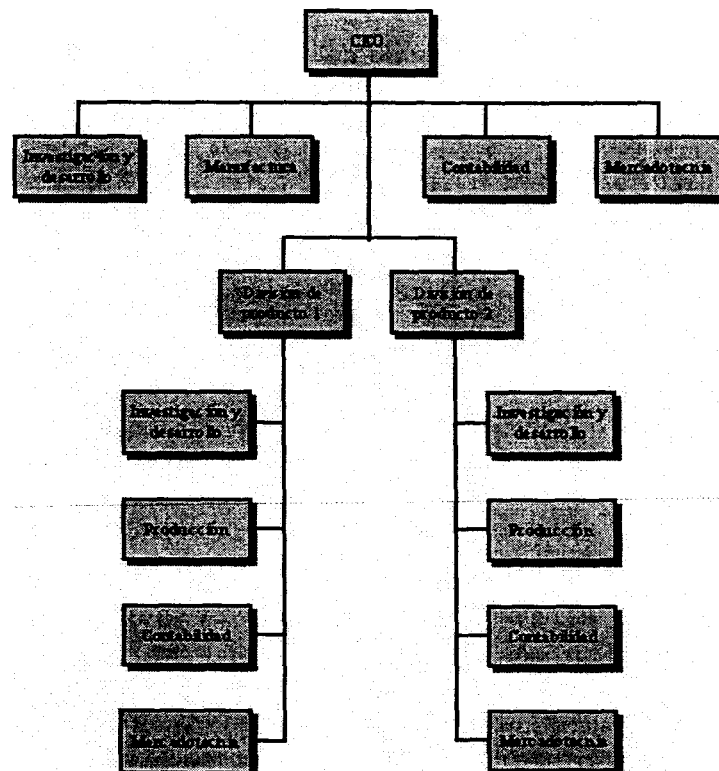 CEO
Investigación y
desarrollo
Manufactura
Contabilidad
Mercadotecnia
División de
producto 1
División de
producto 2
Investigación y
desarrollo
Investigación y
desarrollo
Producción
Producción
Contabilidad
Contabilidad
Mercadotecnia
Mercadotecnia